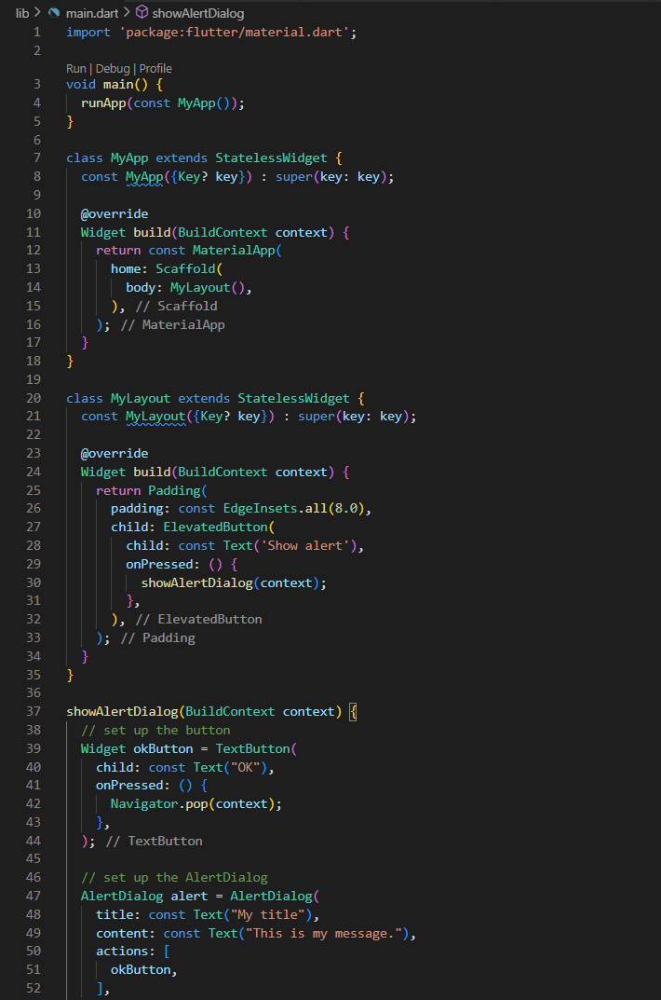 lib > main.dart > showAlertDialog
1 import 'package:flutter/material.dart';
2
Run | Debug | Profile
3 void main() {
4   runApp(const MyApp());
5 }
6
7 class MyApp extends StatelessWidget {
8   const MyApp({Key? key}) : super(key: key);
9
10   @override
11   Widget build(BuildContext context) {
12     return const MaterialApp(
13       home: Scaffold(
14         body: MyLayout(),
15       ), // Scaffold
16     ); // MaterialApp
17   }
18 }
19
20 class MyLayout extends StatelessWidget {
21   const MyLayout({Key? key}) : super(key: key);
22
23   @override
24   Widget build(BuildContext context) {
25     return Padding(
26       padding: const EdgeInsets.all(8.0),
27       child: ElevatedButton(
28         child: const Text('Show alert'),
29         onPressed: () {
30           showAlertDialog(context);
31         },
32       ), // ElevatedButton
33     ); // Padding
34   }
35 }
36
37 showAlertDialog(BuildContext context) {
38   // set up the button
39   Widget okButton = TextButton(
40     child: const Text("OK"),
41     onPressed: () {
42       Navigator.pop(context);
43     },
44   ); // TextButton
45
46   // set up the AlertDialog
47   AlertDialog alert = AlertDialog(
48     title: const Text("My title"),
49     content: const Text("This is my message."),
50     actions: [
51       okButton,
52     ],